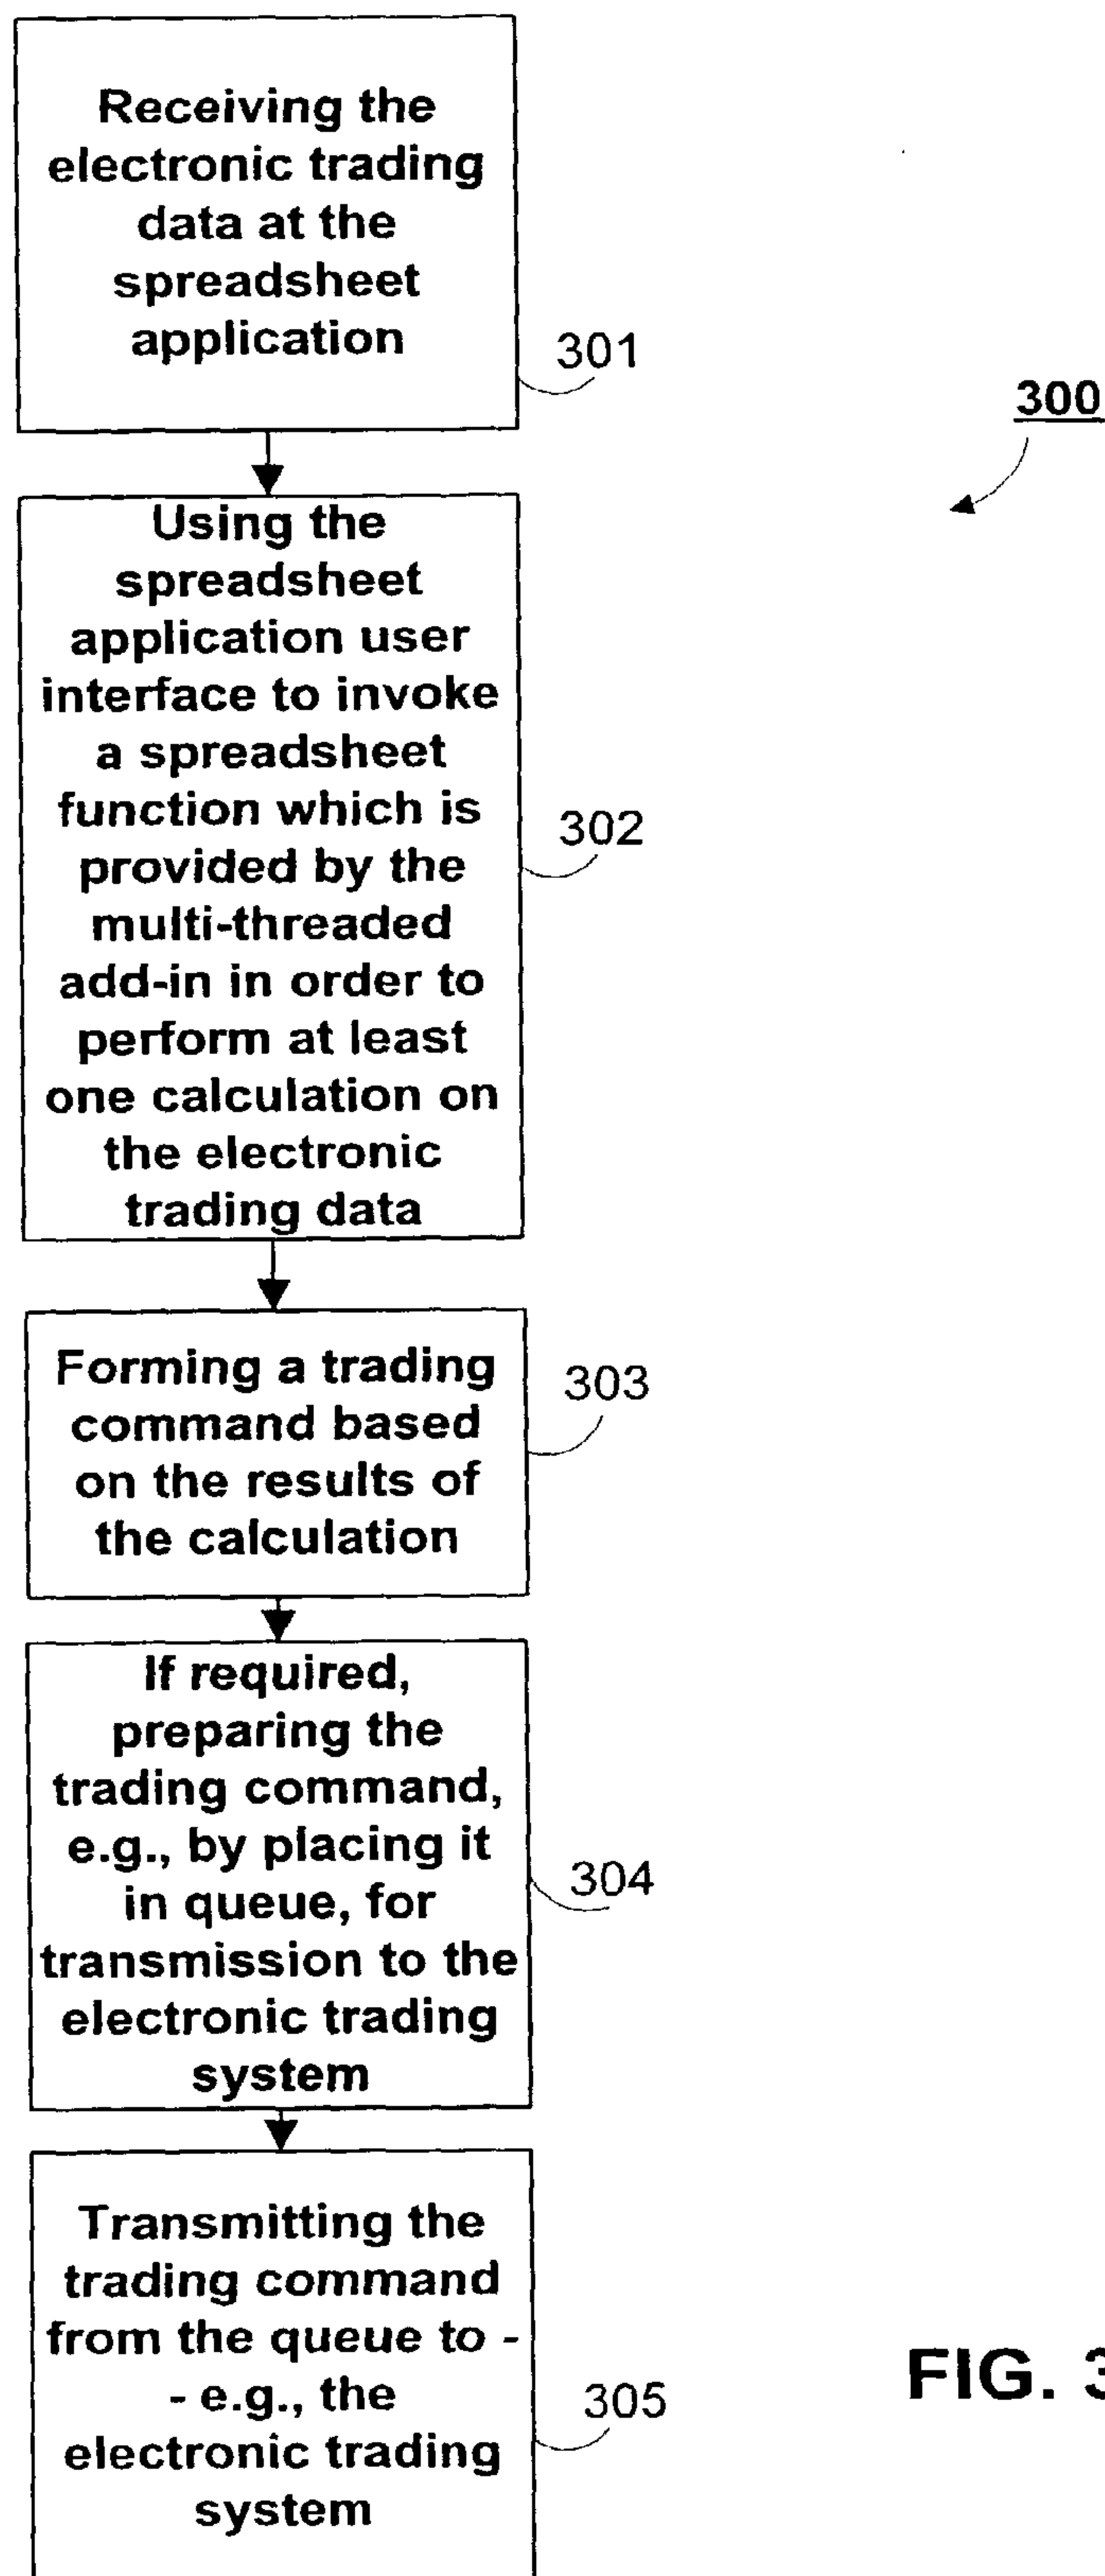 Receiving the
electronic trading
data at the
spreadsheet
application
301
300
Using the
spreadsheet
application user
interface to invoke
a spreadsheet
function which is
provided by the
multi-threaded
add-in in order to
perform at least
one calculation on
the electronic
trading data
302
Forming a trading
command based
on the results of
the calculation
303
If required,
preparing the
trading command,
e.g., by placing it
in queue, for
transmission to the
electronic trading
system
304
Transmitting the
trading command
from the queue to -
- e.g., the
electronic trading
system
305
FIG. 3